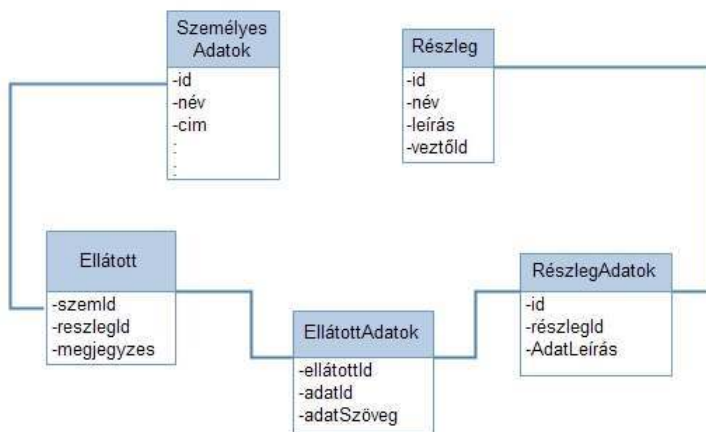 Személyes
Adatok
-id
-név
-cim
:
:
Részleg
-id
-név
-leírás
-veztőId
Ellátott
-szemId
-reszlegId
-megjegyzes
EllátottAdatok
-ellátottId
-adatId
-adatSzöveg
RészlegAdatok
-id
-részlegId
-AdatLeírás